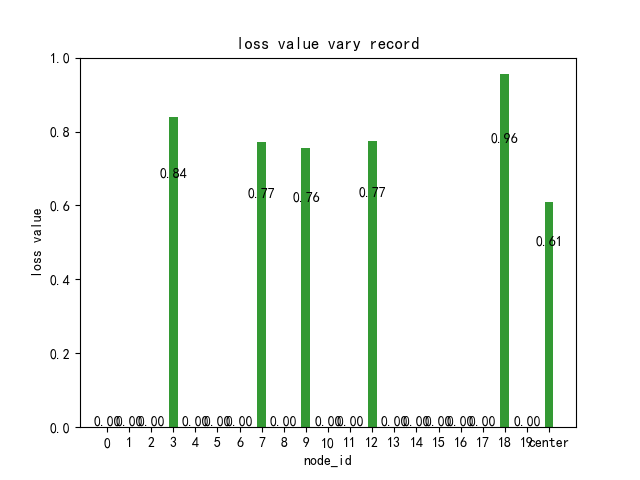 loss value vary record
1.0
0.8
0.6
0.4
0.2
0.0
loss value
0.00 0.00 0.00 0.84 0.00 0.00 0.00 0.77 0.00 0.76 0.00 0.00 0.77 0.00 0.00 0.00 0.00 0.00 0.96 0.00 0.61
0 1 2 3 4 5 6 7 8 9 10 11 12 13 14 15 16 17 18 19 center
node_id